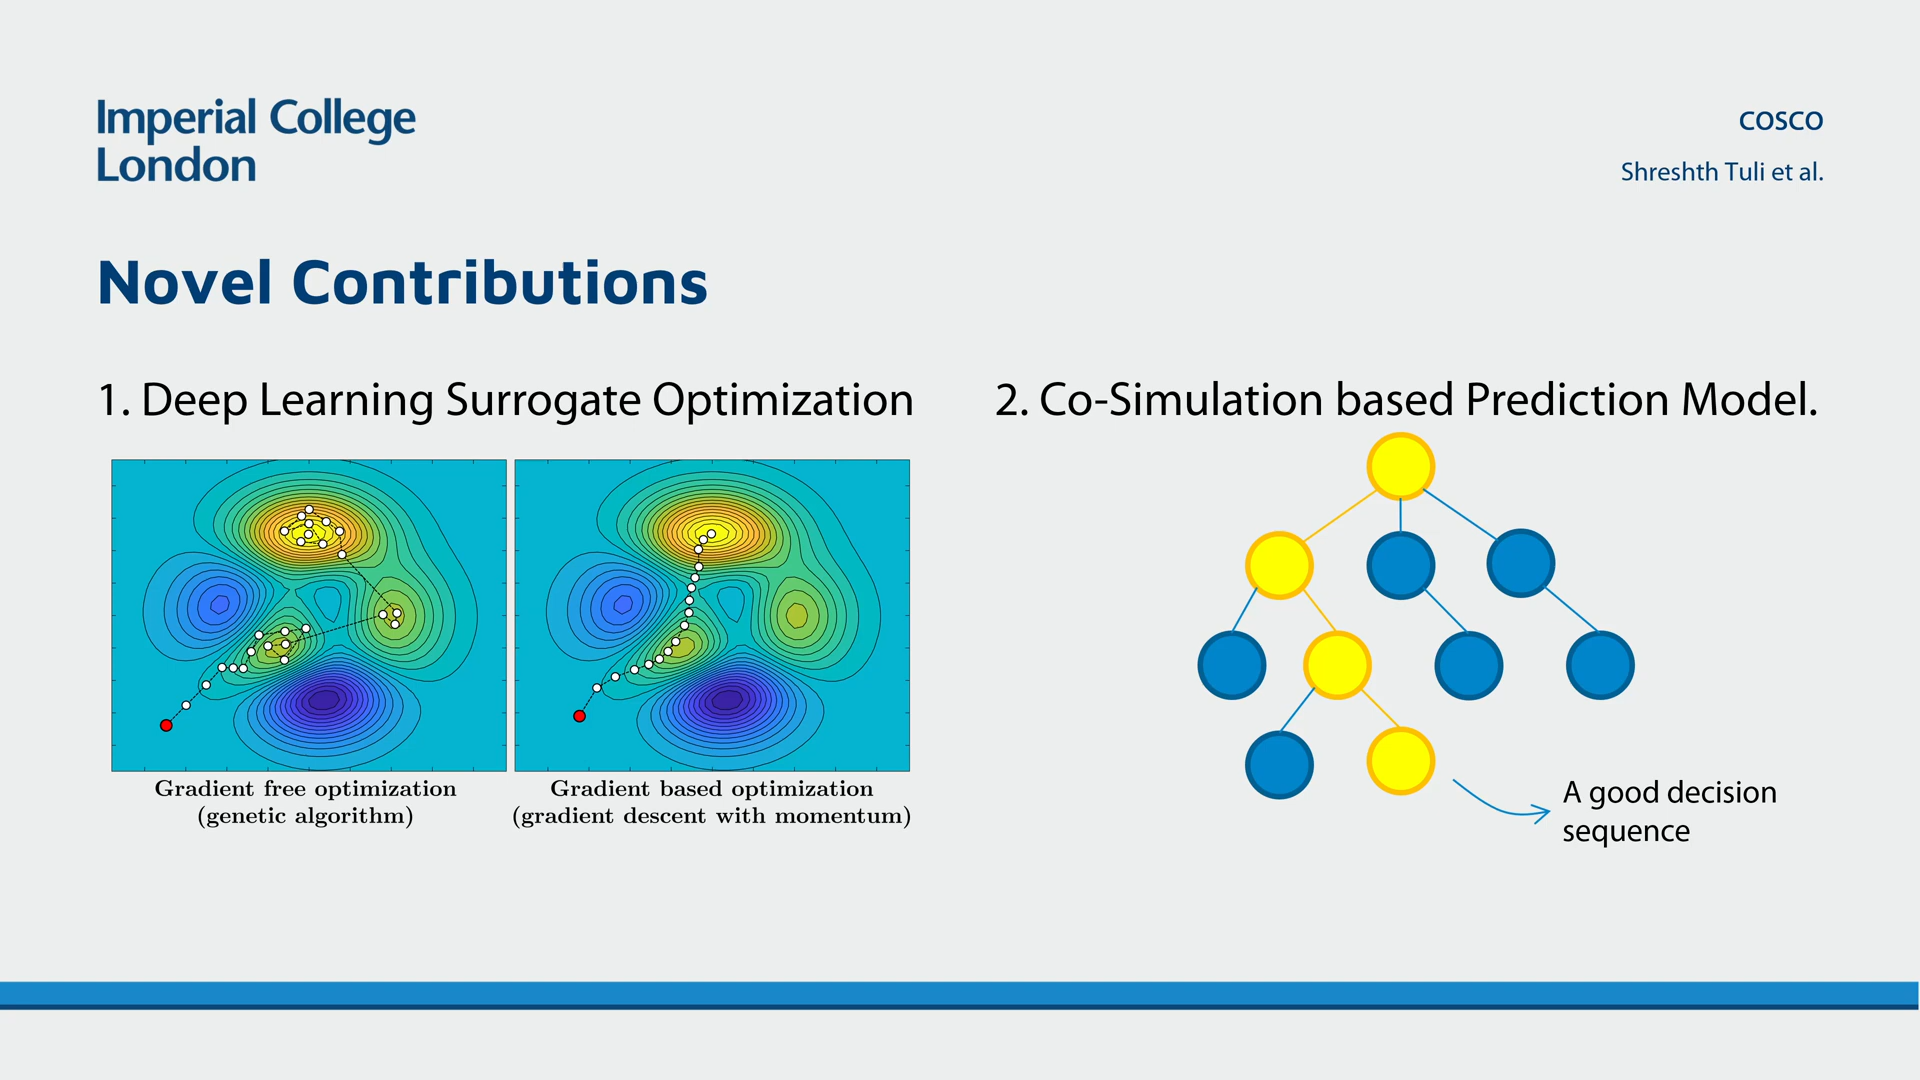 Imperial College
London
COSCO
Shreshth Tuli et al.
Novel Contributions
1. Deep Learning Surrogate Optimization
Gradient free optimization
(genetic algorithm)
Gradient based optimization
(gradient descent with momentum)
2. Co-Simulation based Prediction Model.
A good decision
sequence